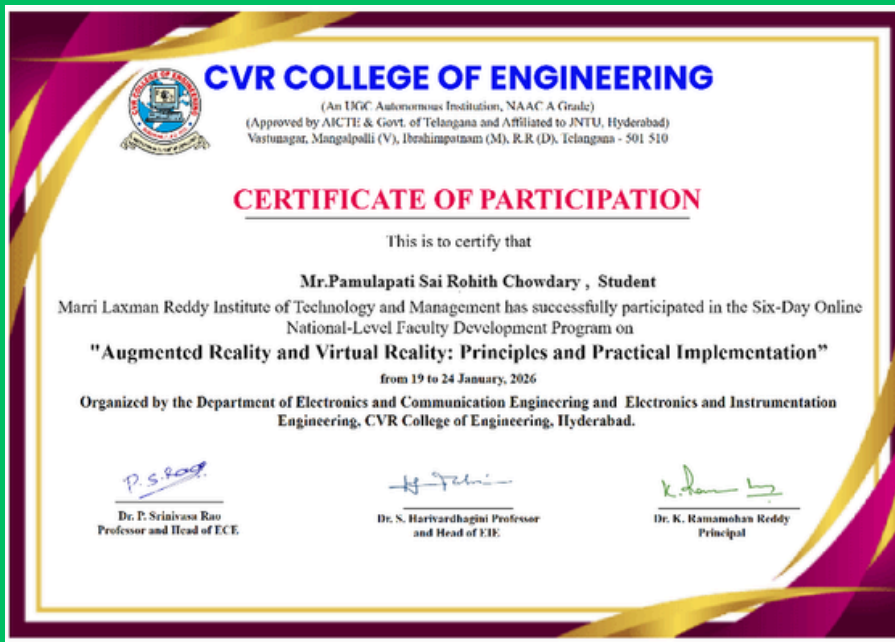 CVR COLLEGE OF ENGINEERING
(An UGC Autonomous Institution, NAAC A Grade)
(Approved by AICTE & Govt. of Telangana and Affiliated to JNTU, Hyderabad)
Vastunagar, Mangalpalli (V), Ibrahimpatnam (M), R.R (D), Telangana - 501 510
CERTIFICATE OF PARTICIPATION
This is to certify that
Mr.Pamulapati Sai Rohith Chowdary , Student
Marri Laxman Reddy Institute of Technology and Management has successfully participated in the Six-Day Online
National-Level Faculty Development Program on
"Augmented Reality and Virtual Reality: Principles and Practical Implementation”
from 19 to 24 January, 2026
Organized by the Department of Electronics and Communication Engineering and Electronics and Instrumentation
Engineering, CVR College of Engineering, Hyderabad.
P.S.Rao
Dr. P. Srinivasa Rao
Professor and Head of ECE
Dr. S. Harivardhagini Professor
and Head of EIE
Dr. K. Ramamohan Reddy
Principal